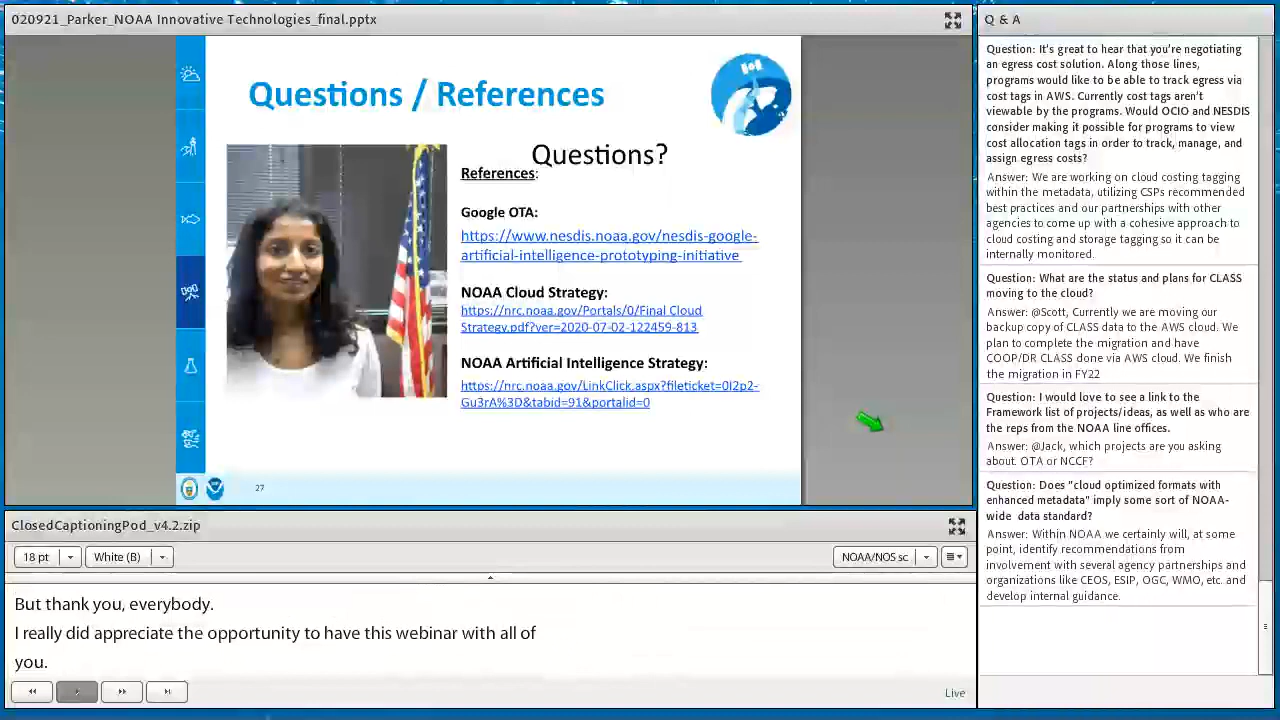 020921_Parker_NOAA Innovative Technologies_final.pptx
Questions / References
Questions?
References:
Google OTA:
https://www.nesdis.noaa.gov/nesdis-google-
artificial-intelligence-prototyping-initiative
NOAA Cloud Strategy:
https://nrc.noaa.gov/Portals/0/Final Cloud
Strategy.pdf?ver=2020-07-02-122459-813
NOAA Artificial Intelligence Strategy:
https://nrc.noaa.gov/LinkClick.aspx?fileticket=0I2p2-
Gu3rA%3D&tabid=91&portalid=0
27
ClosedCaptioningPod_v4.2.zip
18 pt
White (B)
NOAA/NOS sc
But thank you, everybody.
I really did appreciate the opportunity to have this webinar with all of
you.
Live
Q & A
Question: It's great to hear that you're negotiating
an egress cost solution. Along those lines,
programs would like to be able to track egress via
cost tags in AWS. Currently cost tags aren't
viewable by the programs. Would OCIO and NESDIS
consider making it possible for programs to view
cost allocation tags in order to track, manage, and
assign egress costs?
Answer: We are working on cloud costing tagging
within the metadata, utilizing CSPs recommended
best practices and our partnerships with other
agencies to come up with a cohesive approach to
cloud costing and storage tagging so it can be
internally monitored.
Question: What are the status and plans for CLASS
moving to the cloud?
Answer: @Scott, Currently we are moving our
backup copy of CLASS data to the AWS cloud. We
plan to complete the migration and have
COOP/DR CLASS done via AWS cloud. We finish
the migration in FY22
Question: I would love to see a link to the
Framework list of projects/ideas, as well as who are
the reps from the NOAA line offices.
Answer: @Jack, which projects are you asking
about. OTA or NCCF?
Question: Does "cloud optimized formats with
enhanced metadata" imply some sort of NOAA-
wide data standard?
Answer: Within NOAA we certainly will, at some
point, identify recommendations from
involvement with several agency partnerships and
organizations like CEOS, ESIP, OGC, WMO, etc. and
develop internal guidance.